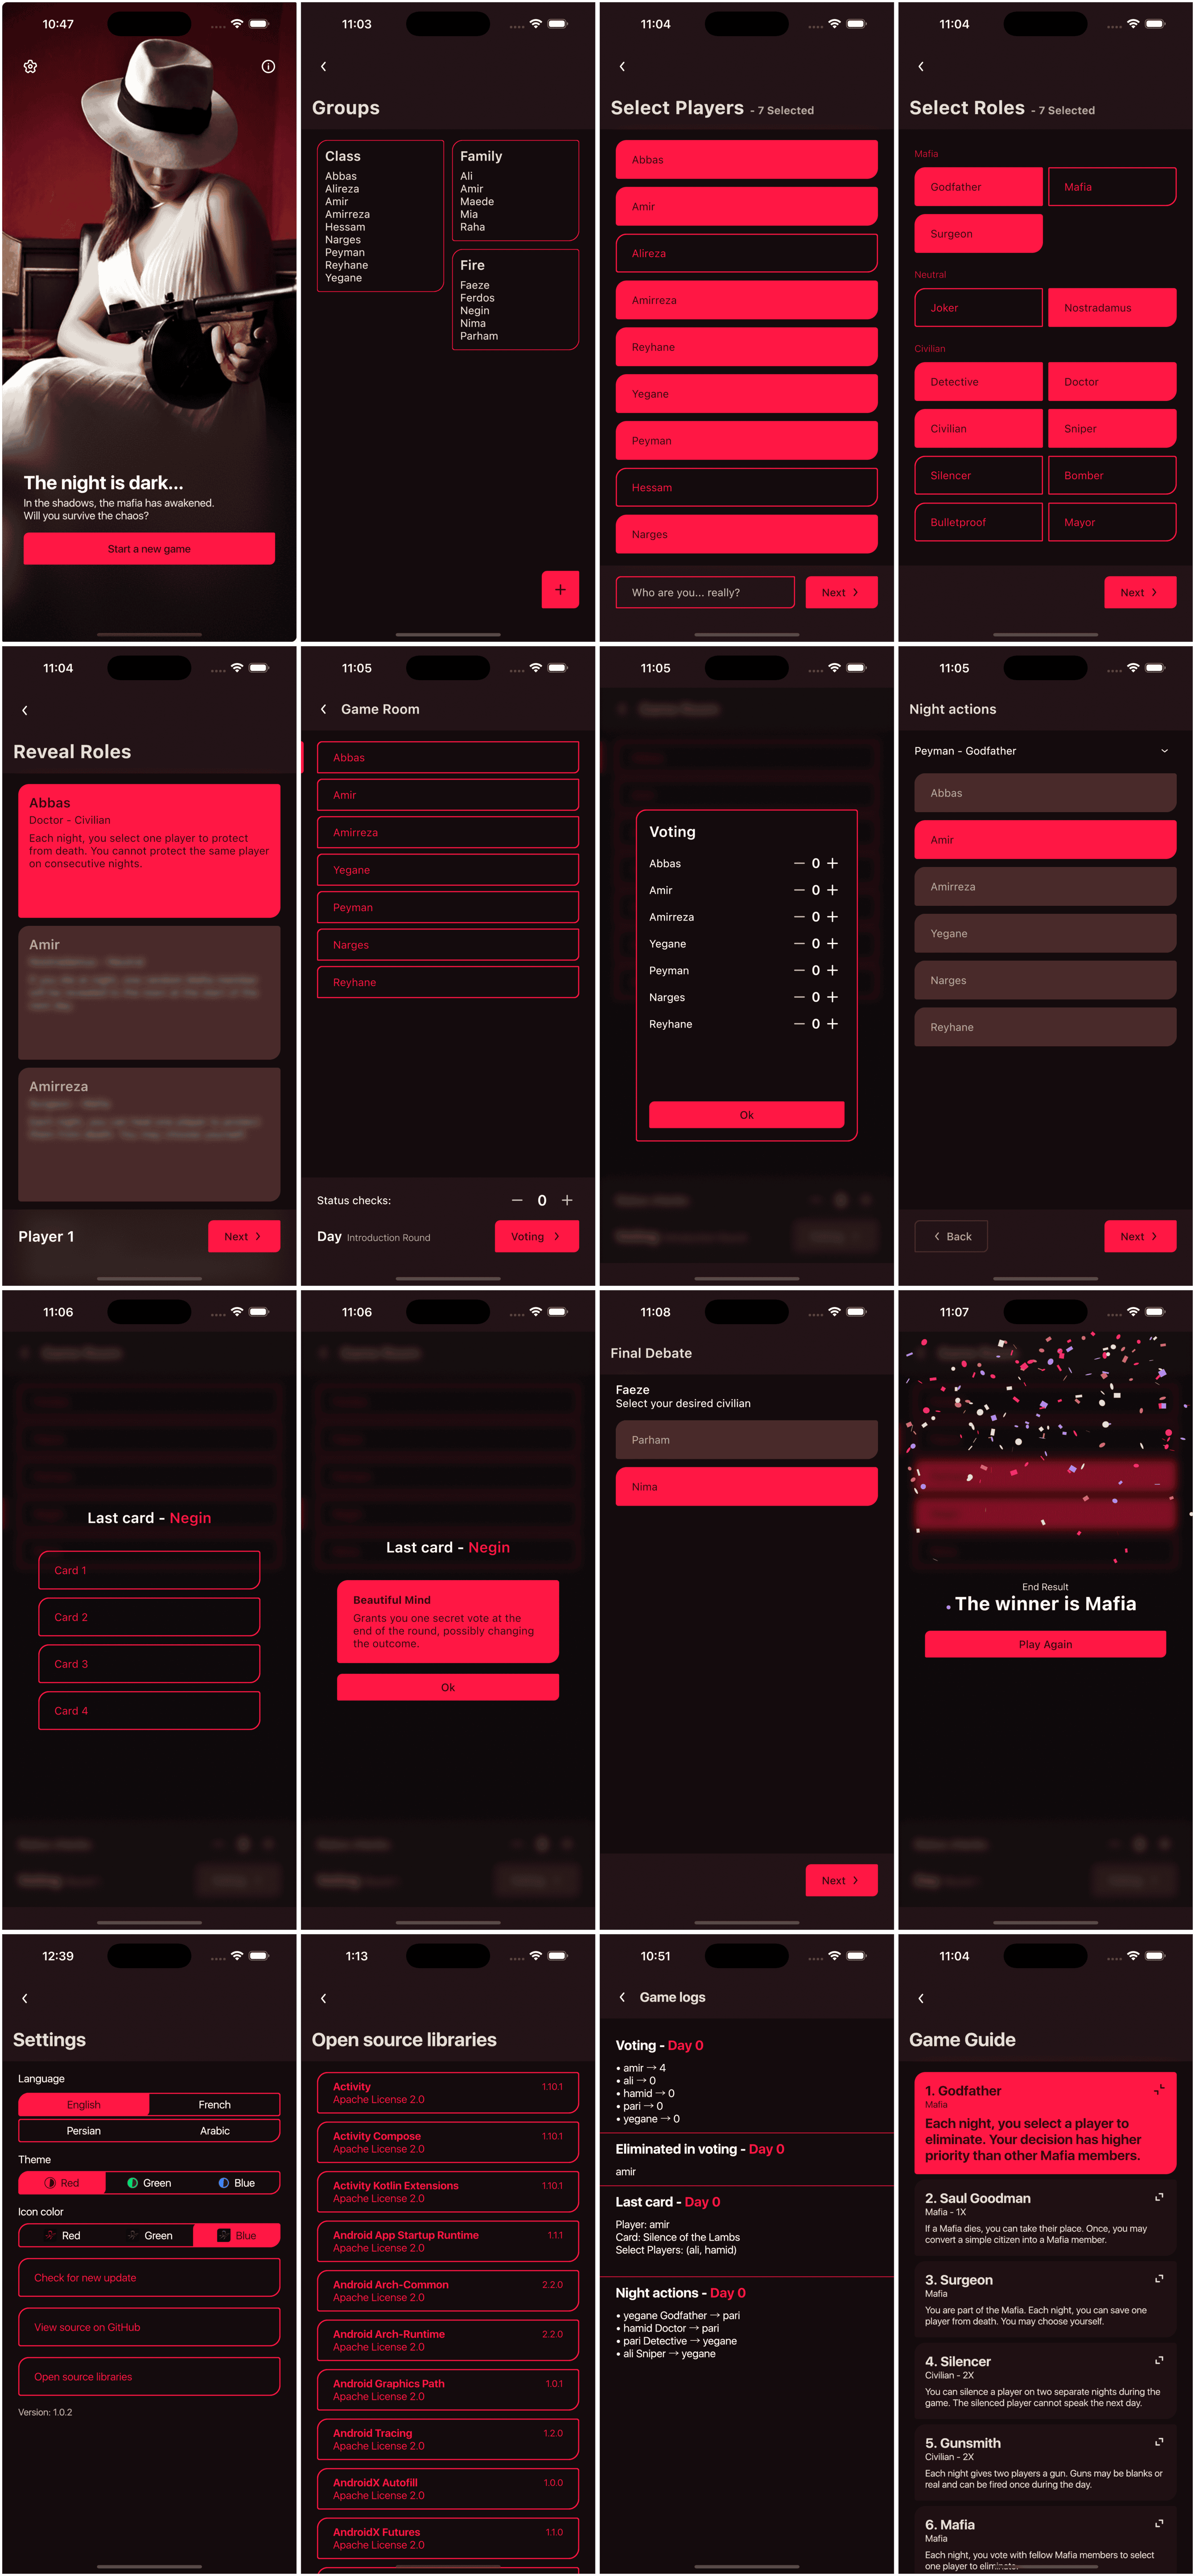 10:47
The night is dark...
In the shadows, the mafia has awakened.
Will you survive the chaos?
Start a new game
11:03
Groups
Class
Abbas
Alireza
Amir
Amirreza
Hessam
Narges
Peyman
Reyhane
Yegane
Family
Ali
Amir
Maede
Mia
Raha
Fire
Faeze
Ferdos
Negin
Nima
Parham
+
11:04
Select Players - 7 Selected
Abbas
Amir
Alireza
Amirreza
Reyhane
Yegane
Peyman
Hessam
Narges
Who are you... really?
Next >
11:04
Select Roles - 7 Selected
Mafia
Godfather
Mafia
Surgeon
Neutral
Joker
Nostradamus
Civilian
Detective
Doctor
Civilian
Sniper
Silencer
Bomber
Bulletproof
Mayor
Next >
11:04
Reveal Roles
Abbas
Doctor - Civilian
Each night, you select one player to protect
from death. You cannot protect the same player
on consecutive nights.
Amir
Amirreza
Player 1
Next >
11:05
Game Room
Abbas
Amir
Amirreza
Yegane
Peyman
Narges
Reyhane
Status checks:
— 0 +
Day Introduction Round
Voting >
11:05
Voting
Abbas — 0 +
Amir — 0 +
Amirreza — 0 +
Yegane — 0 +
Peyman — 0 +
Narges — 0 +
Reyhane — 0 +
Ok
11:05
Night actions
Peyman - Godfather
Abbas
Amir
Amirreza
Yegane
Narges
Reyhane
< Back
Next >
11:06
Last card - Negin
Card 1
Card 2
Card 3
Card 4
11:06
Last card - Negin
Beautiful Mind
Grants you one secret vote at the
end of the round, possibly changing
the outcome.
Ok
11:08
Final Debate
Faeze
Select your desired civilian
Parham
Nima
Next >
11:07
End Result
The winner is Mafia
Play Again
12:39
Settings
Language
English
French
Persian
Arabic
Theme
Red
Green
Blue
Icon color
Red
Green
Blue
Check for new update
View source on GitHub
Open source libraries
Version: 1.0.2
1:13
Open source libraries
Activity 1.10.1
Apache License 2.0
Activity Compose 1.10.1
Apache License 2.0
Activity Kotlin Extensions 1.10.1
Apache License 2.0
Android App Startup Runtime 1.1.1
Apache License 2.0
Android Arch-Common 2.2.0
Apache License 2.0
Android Arch-Runtime 2.2.0
Apache License 2.0
Android Graphics Path 1.0.1
Apache License 2.0
Android Tracing 1.2.0
Apache License 2.0
AndroidX Autofill 1.0.0
Apache License 2.0
AndroidX Futures 1.1.0
Apache License 2.0
10:51
Game logs
Voting - Day 0
• amir → 4
• ali → 0
• hamid → 0
• pari → 0
• yegane → 0
Eliminated in voting - Day 0
amir
Last card - Day 0
Player: amir
Card: Silence of the Lambs
Select Players: (ali, hamid)
Night actions - Day 0
• yegane Godfather → pari
• hamid Doctor → pari
• pari Detective → yegane
• ali Sniper → yegane
11:04
Game Guide
1. Godfather
Mafia
Each night, you select a player to
eliminate. Your decision has higher
priority than other Mafia members.
2. Saul Goodman
Mafia - 1X
If a Mafia dies, you can take their place. Once, you may
convert a simple citizen into a Mafia member.
3. Surgeon
Mafia
You are part of the Mafia. Each night, you can save one
player from death. You may choose yourself.
4. Silencer
Civilian - 2X
You can silence a player on two separate nights during the
game. The silenced player cannot speak the next day.
5. Gunsmith
Civilian - 2X
Each night gives two players a gun. Guns may be blanks or
real and can be fired once during the day.
6. Mafia
Mafia
Each night, you vote with fellow Mafia members to select
one player to eliminate.